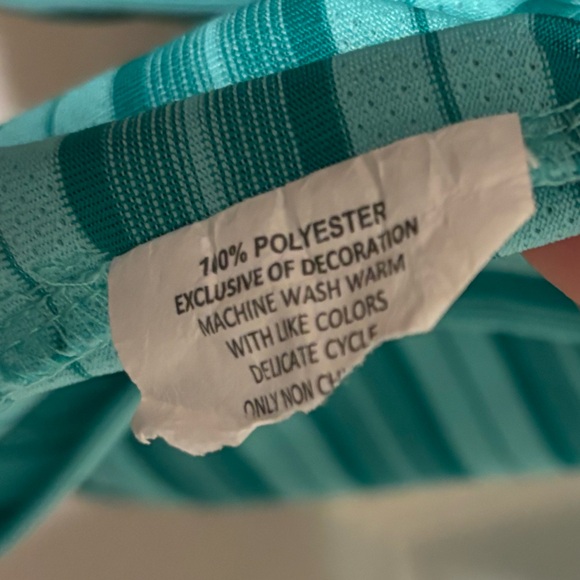 100% POLYESTER
EXCLUSIVE OF DECORATION
MACHINE WASH WARM
WITH LIKE COLORS
DELICATE CYCLE
ONLY NON